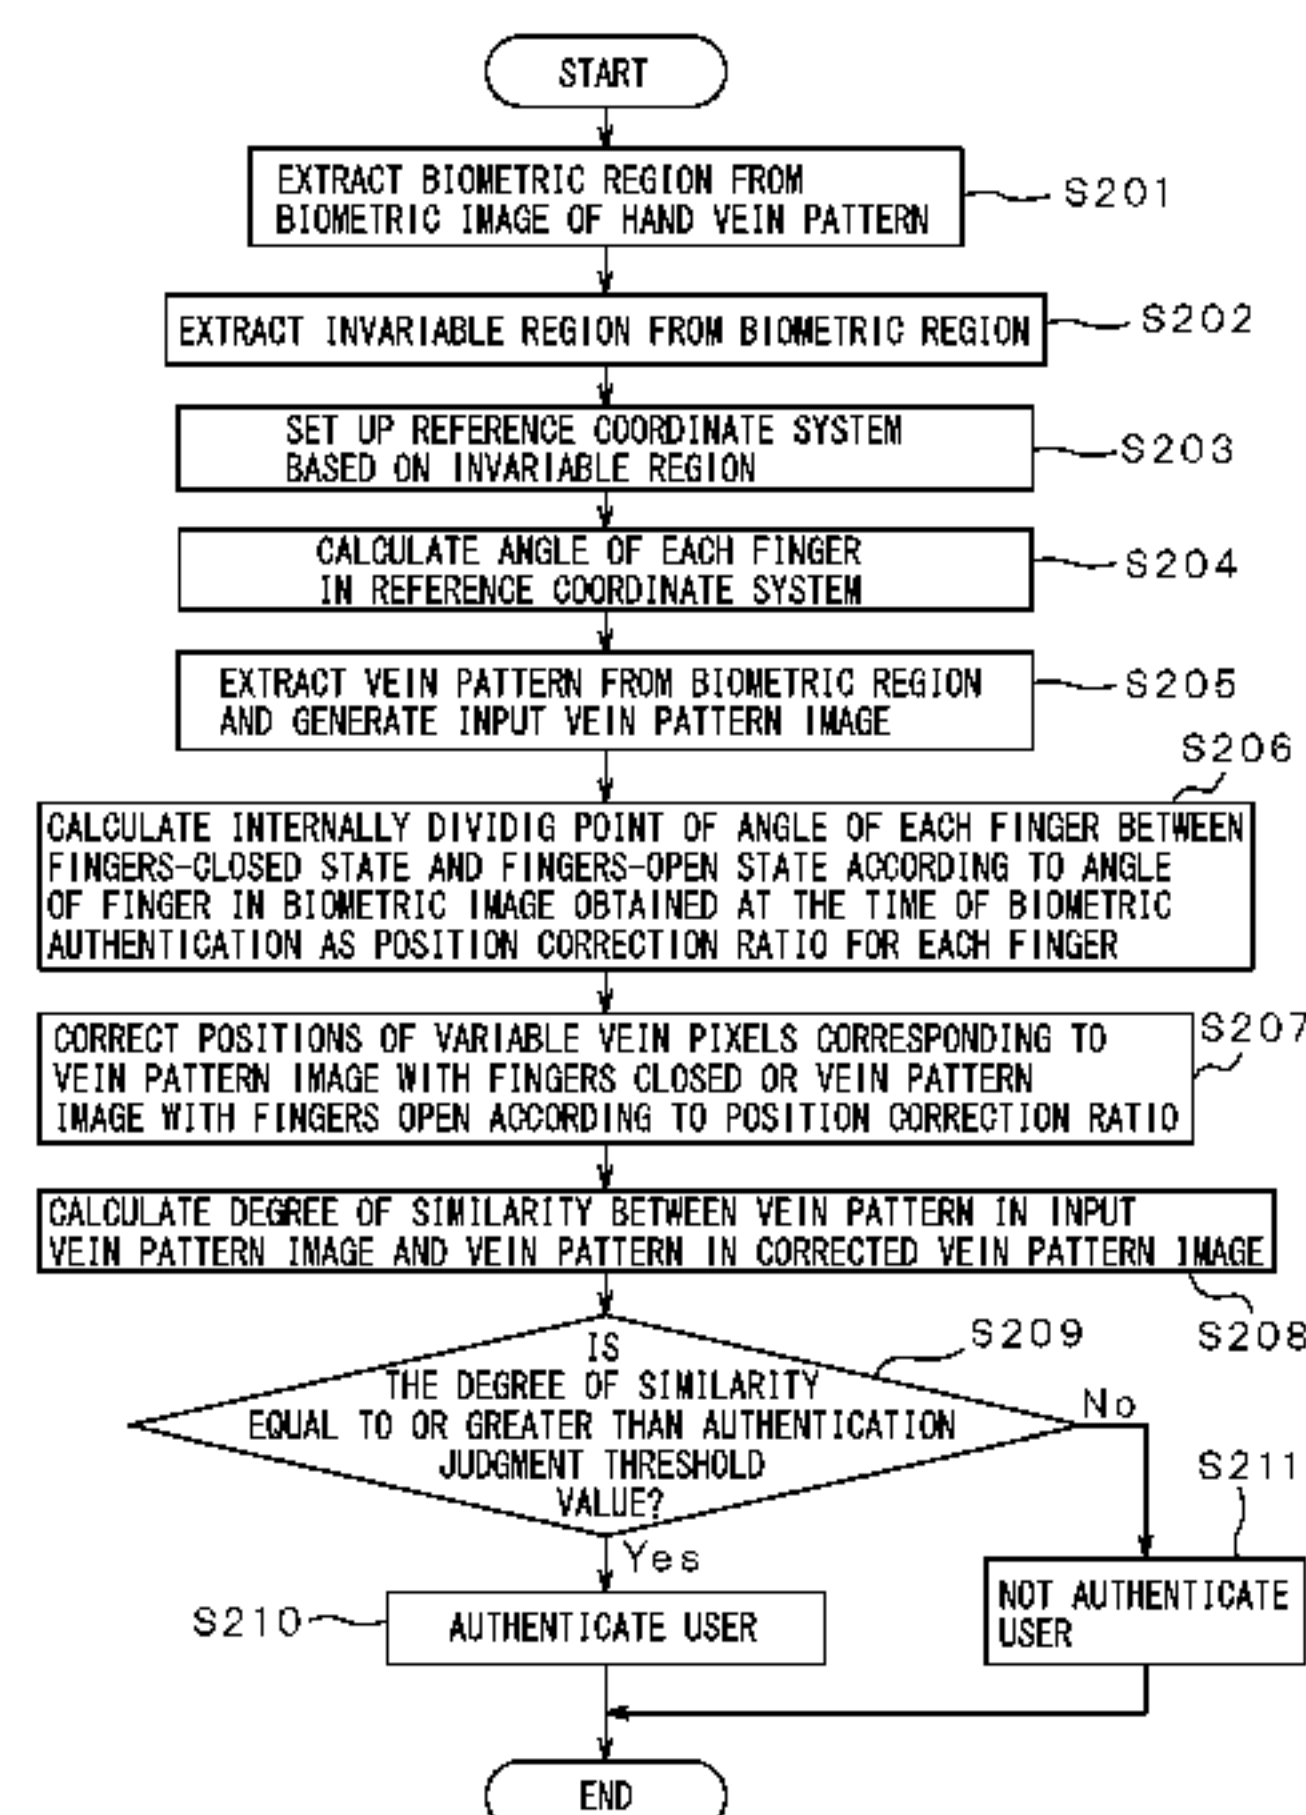 START
EXTRACT BIOMETRIC REGION FROM
BIOMETRIC IMAGE OF HAND VEIN PATTERN
S201
EXTRACT INVARIABLE REGION FROM BIOMETRIC REGION
S202
SET UP REFERENCE COORDINATE SYSTEM
BASED ON INVARIABLE REGION
S203
CALCULATE ANGLE OF EACH FINGER
IN REFERENCE COORDINATE SYSTEM
S204
EXTRACT VEIN PATTERN FROM BIOMETRIC REGION
AND GENERATE INPUT VEIN PATTERN IMAGE
S205
S206
CALCULATE INTERNALLY DIVIDIG POINT OF ANGLE OF EACH FINGER BETWEEN
FINGERS-CLOSED STATE AND FINGERS-OPEN STATE ACCORDING TO ANGLE
OF FINGER IN BIOMETRIC IMAGE OBTAINED AT THE TIME OF BIOMETRIC
AUTHENTICATION AS POSITION CORRECTION RATIO FOR EACH FINGER
CORRECT POSITIONS OF VARIABLE VEIN PIXELS CORRESPONDING TO
VEIN PATTERN IMAGE WITH FINGERS CLOSED OR VEIN PATTERN
IMAGE WITH FINGERS OPEN ACCORDING TO POSITION CORRECTION RATIO
S207
CALCULATE DEGREE OF SIMILARITY BETWEEN VEIN PATTERN IN INPUT
VEIN PATTERN IMAGE AND VEIN PATTERN IN CORRECTED VEIN PATTERN IMAGE
S208
IS
THE DEGREE OF SIMILARITY
EQUAL TO OR GREATER THAN AUTHENTICATION
JUDGMENT THRESHOLD
VALUE?
S209
No
Yes
S210
AUTHENTICATE USER
S211
NOT AUTHENTICATE
USER
END